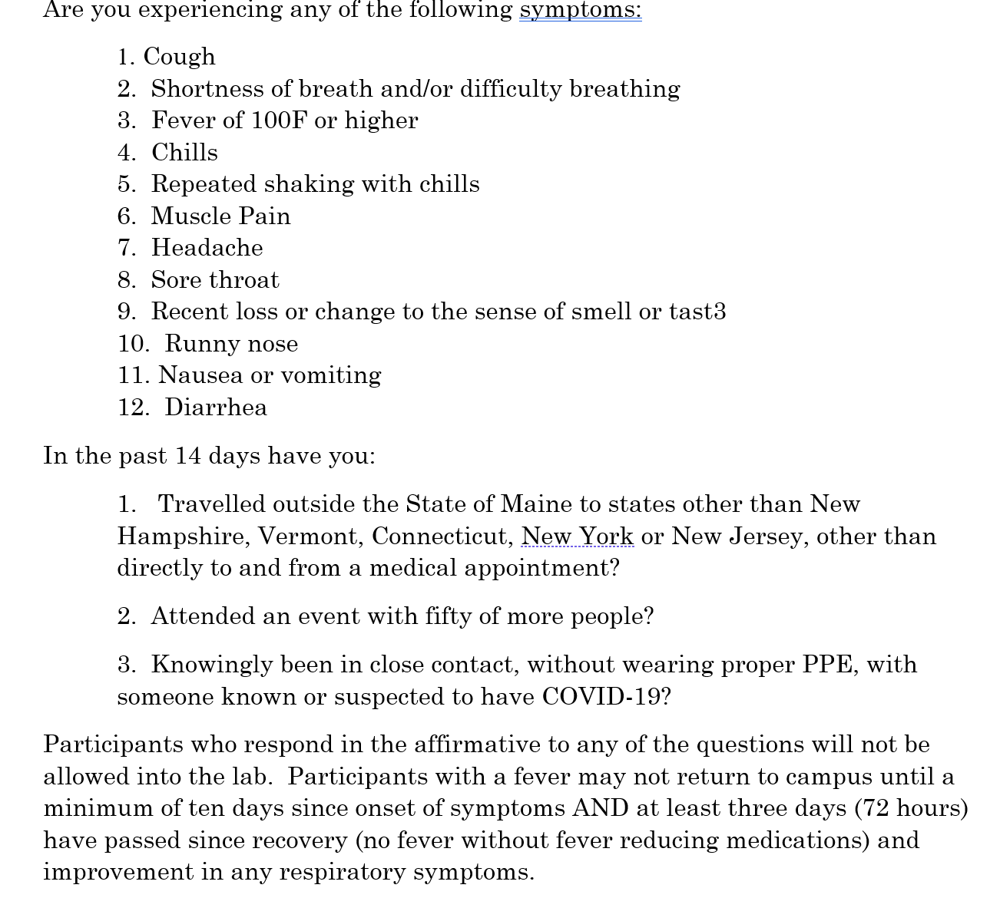 Are you experiencing any of the following symptoms:
1. Cough
2. Shortness of breath and/or difficulty breathing
3. Fever of 100F or higher
4. Chills
5. Repeated shaking with chills
6. Muscle Pain
7. Headache
8. Sore throat
9. Recent loss or change to the sense of smell or tast3
10. Runny nose
11. Nausea or vomiting
12. Diarrhea
In the past 14 days have you:
1. Travelled outside the State of Maine to states other than New
Hampshire, Vermont, Connecticut, New York or New Jersey, other than
directly to and from a medical appointment?
2. Attended an event with fifty of more people?
3. Knowingly been in close contact, without wearing proper PPE, with
someone known or suspected to have COVID-19?
Participants who respond in the affirmative to any of the questions will not be
allowed into the lab. Participants with a fever may not return to campus until a
minimum of ten days since onset of symptoms AND at least three days (72 hours)
have passed since recovery (no fever without fever reducing medications) and
improvement in any respiratory symptoms.